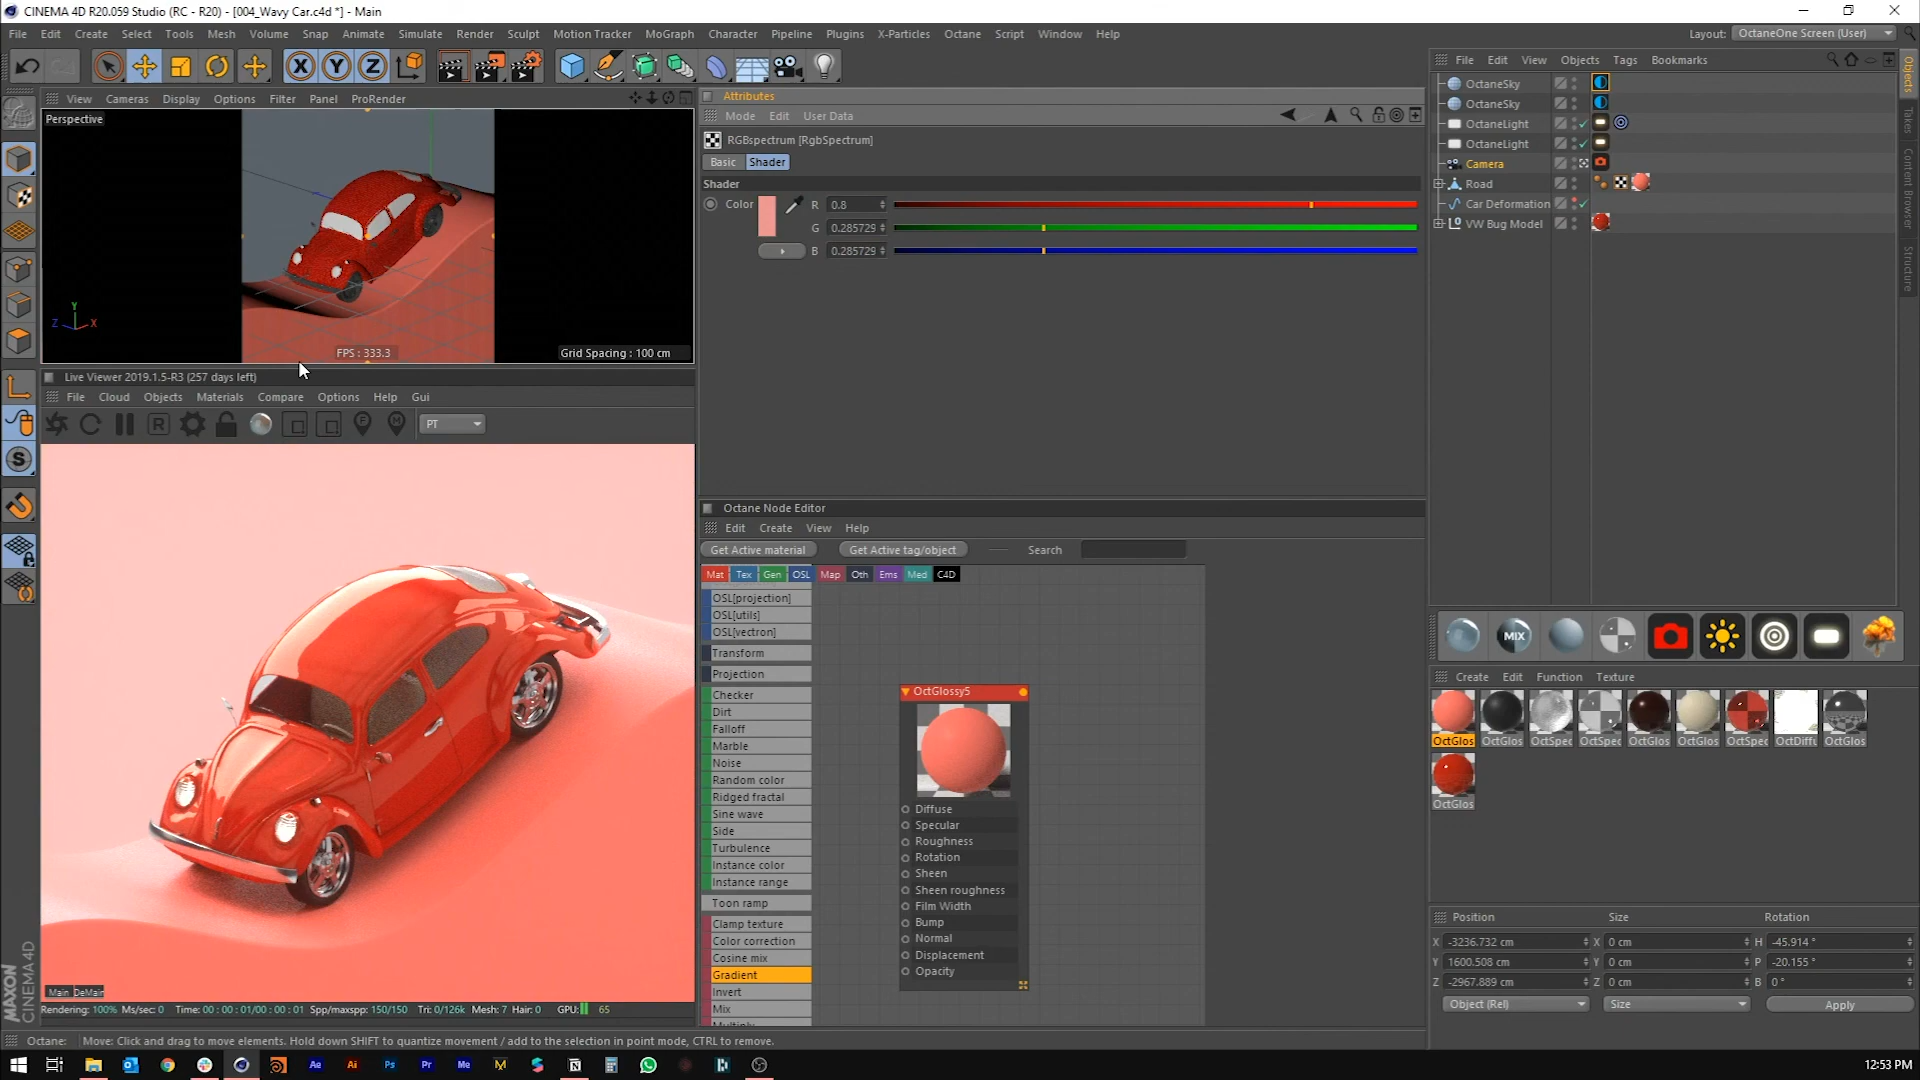 CINEMA 4D R20.059 Studio (RC - R20) - [004_Wavy Car.c4d *] - Main
File Edit Create Select Tools Mesh Volume Snap Animate Simulate Render Sculpt Motion Tracker MoGraph Character Pipeline Plugins X-Particles Octane Script Window Help
Layout: OctaneOne Screen (User)
X Y Z
View Cameras Display Options Filter Panel ProRender
Perspective
Y
Z X
FPS : 333.3
Grid Spacing : 100 cm
Live Viewer 2019.1.5-R3 (257 days left)
File Cloud Objects Materials Compare Options Help Gui
R PT
Main DeMain
Rendering: 100% Ms/sec: 0 Time: 00 : 00 : 01/00 : 00 : 01 Spp/maxspp: 150/150 Tri: 0/126k Mesh: 7 Hair: 0 GPU: 65
MAXON
CINEMA 4D
Octane: Move: Click and drag to move elements. Hold down SHIFT to quantize movement / add to the selection in point mode, CTRL to remove.
Attributes
Mode Edit User Data
RGBspectrum [RgbSpectrum]
Basic Shader
Shader
Color R 0.8
G 0.285729
B 0.285729
Octane Node Editor
Edit Create View Help
Get Active material Get Active tag/object Search
Mat Tex Gen OSL Map Oth Ems Med C4D
OSL[projection]
OSL[utils]
OSL[vectron]
Transform
Projection
Checker
Dirt
Falloff
Marble
Noise
Random color
Ridged fractal
Sine wave
Side
Turbulence
Instance color
Instance range
Toon ramp
Clamp texture
Color correction
Cosine mix
Gradient
Invert
Mix
Multiply
OctGlossy5
Diffuse
Specular
Roughness
Rotation
Sheen
Sheen roughness
Film Width
Bump
Normal
Displacement
Opacity
File Edit View Objects Tags Bookmarks
OctaneSky
OctaneSky
OctaneLight
OctaneLight
Camera
Road
Car Deformation
VW Bug Model
Objects
Takes
Content Browser
Structure
MIX
Create Edit Function Texture
OctGlos OctGlos OctSpec OctSpec OctGlos OctGlos OctSpec OctDiffu OctGlos
OctGlos
Position Size Rotation
X -3236.732 cm X 0 cm H -45.914 °
Y 1600.508 cm Y 0 cm P -20.155 °
Z -2967.889 cm Z 0 cm B 0 °
Object (Rel) Size Apply
Ae Ai Ps Pr Me
12:53 PM